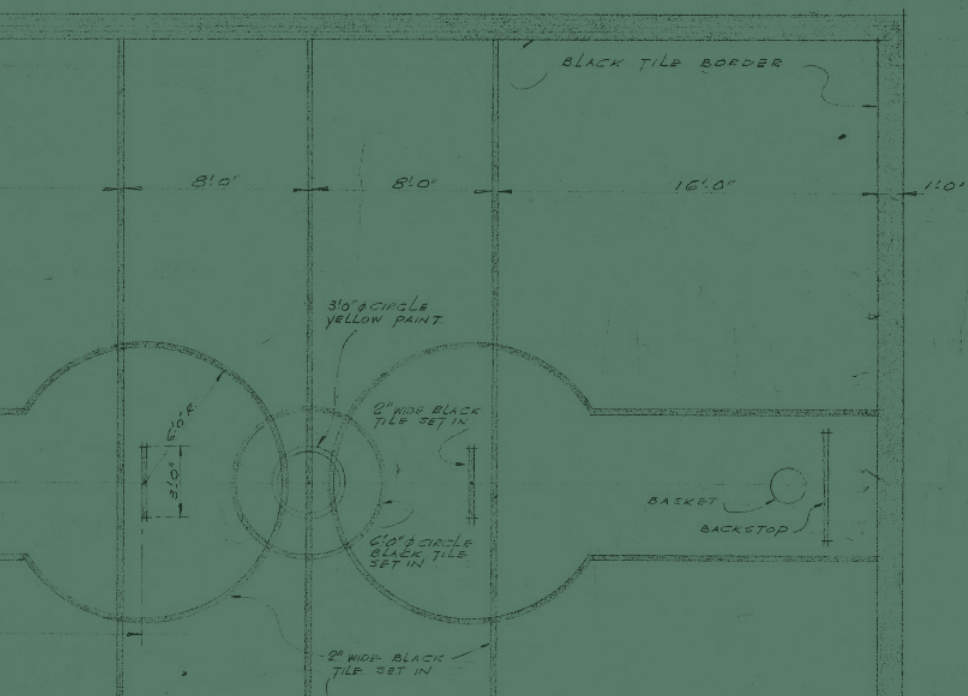 BLACK TILE BORDER
8'0" 8'0" 16'0" 1'0"
3'0" φ CIRCLE
YELLOW PAINT
2" WIDE BLACK
TILE SET IN
6'0" R
3'0"
BASKET
BACKSTOP
6'0" φ CIRCLE
BLACK TILE
SET IN
2" WIDE BLACK
TILE SET IN